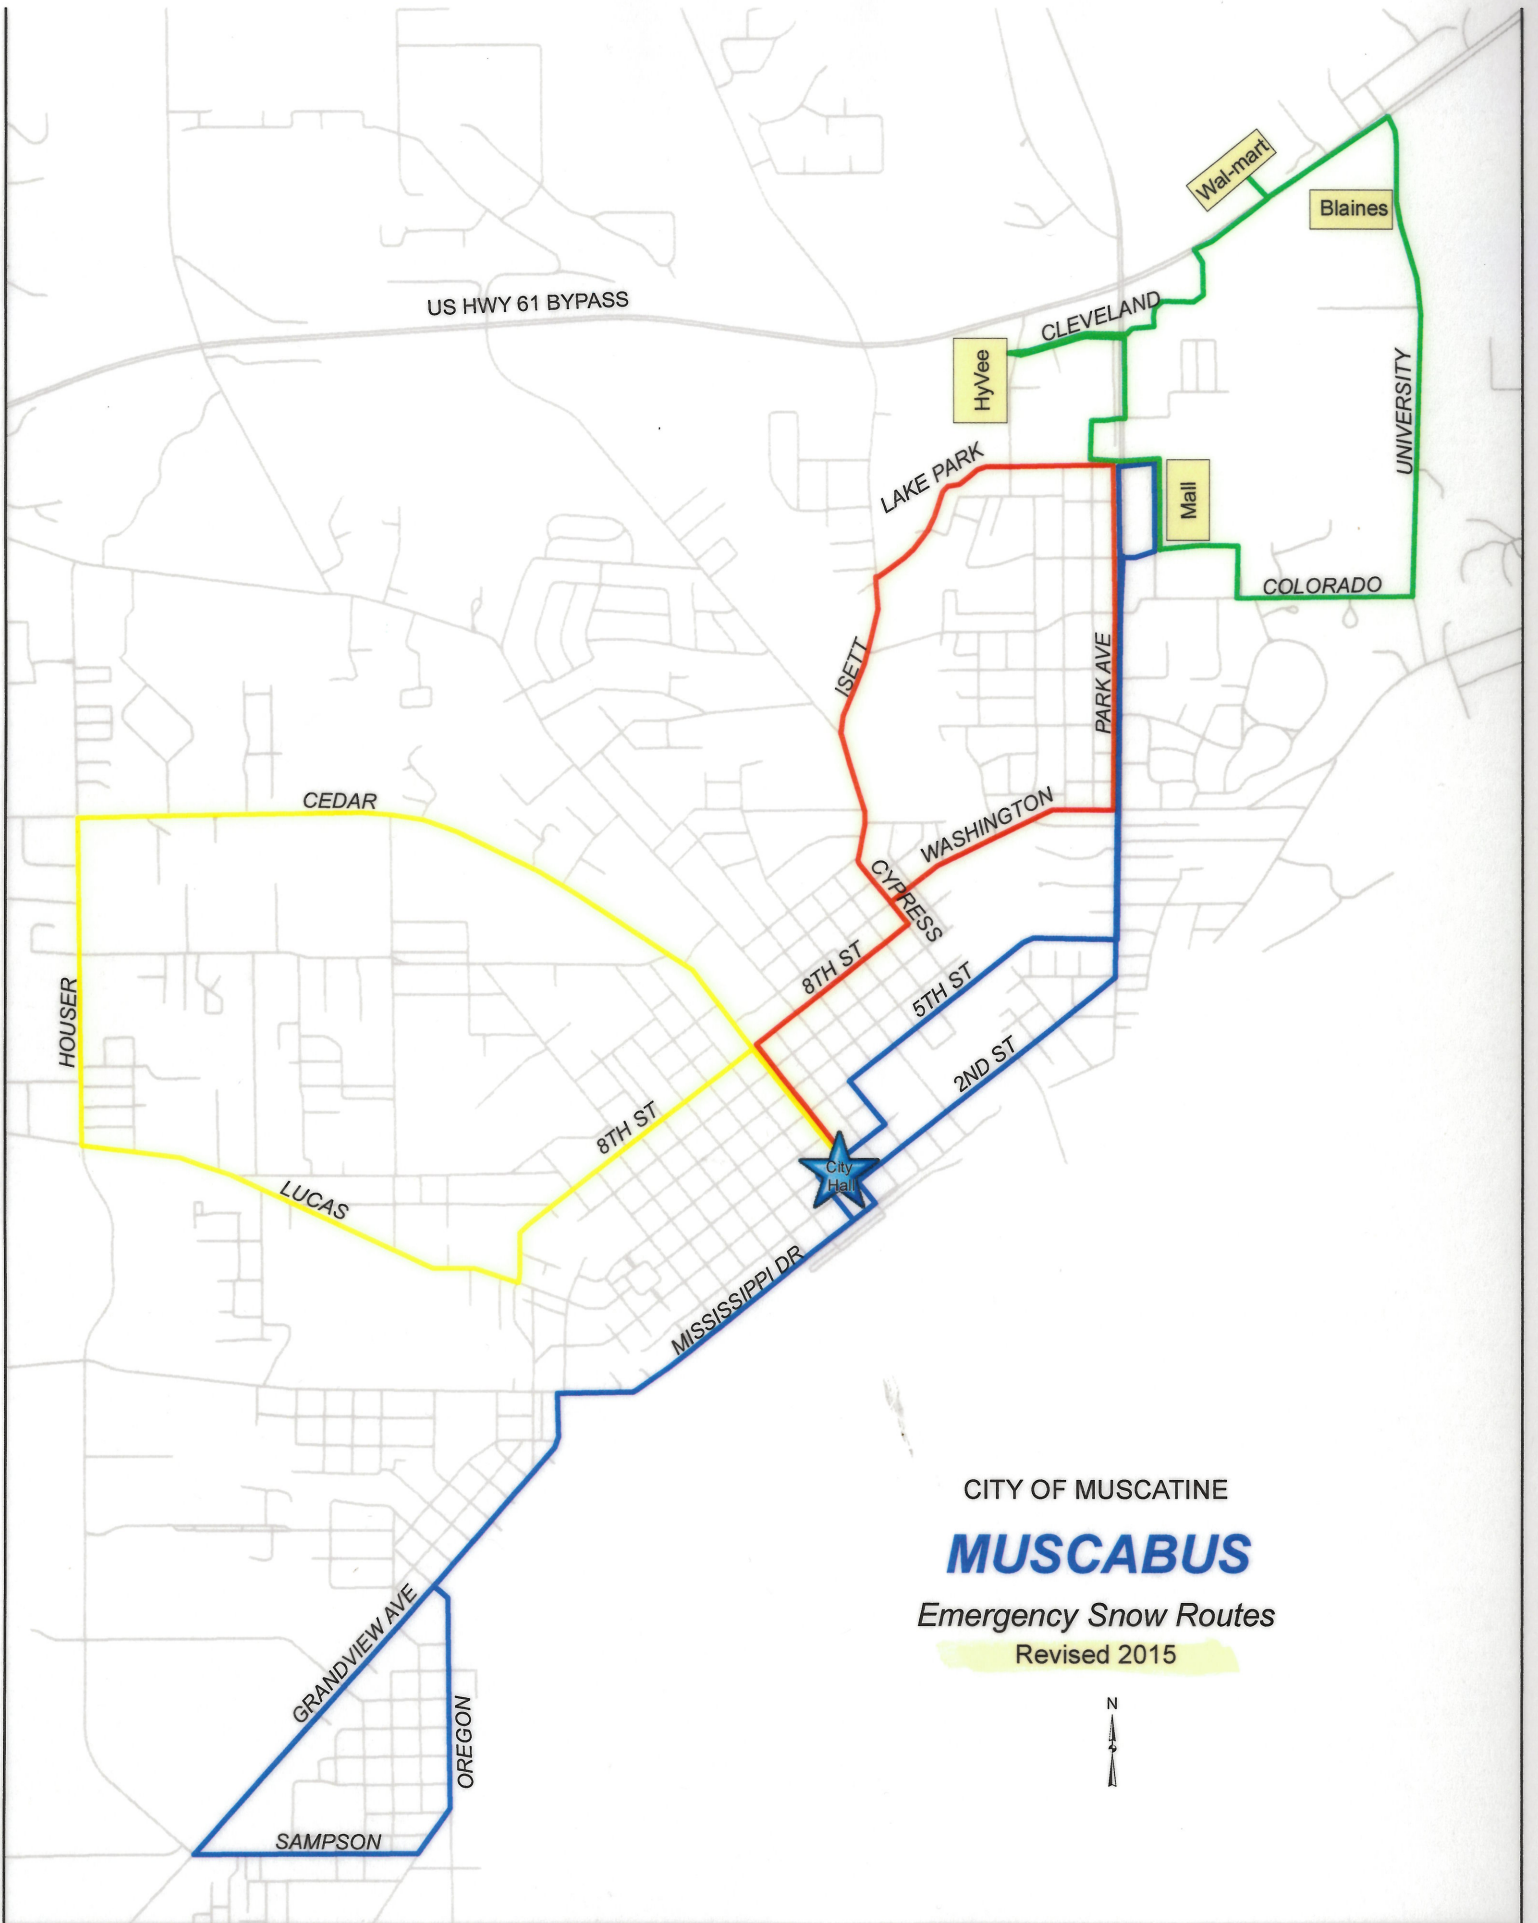 Wal-mart
Blaines
US HWY 61 BYPASS
CLEVELAND
HyVee
UNIVERSITY
LAKE PARK
Mall
COLORADO
ISETT
PARK AVE
CEDAR
WASHINGTON
CYPRESS
8TH ST
5TH ST
HOUSER
2ND ST
8TH ST
City
Hall
LUCAS
MISSISSIPPI DR
CITY OF MUSCATINE
MUSCABUS
Emergency Snow Routes
Revised 2015
GRANDVIEW AVE
N
OREGON
SAMPSON